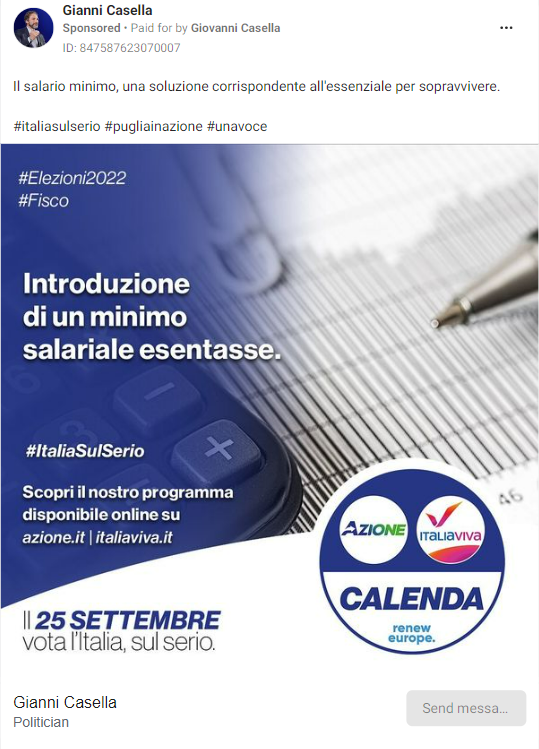 Gianni Casella
Sponsored • Paid for by Giovanni Casella
ID: 847587623070007
Il salario minimo, una soluzione corrispondente all'essenziale per sopravvivere.
#italiasulserio #pugliainazione #unavoce
#Elezioni2022
#Fisco
Introduzione
di un minimo
salariale esentasse.
#ItaliaSulSerio
Scopri il nostro programma
disponibile online su
azione.it | italiaviva.it
46
AZIONE
ITALIAVIVA
CALENDA
renew
europe.
Il 25 SETTEMBRE
vota l'Italia, sul serio.
Gianni Casella
Politician
Send messa...